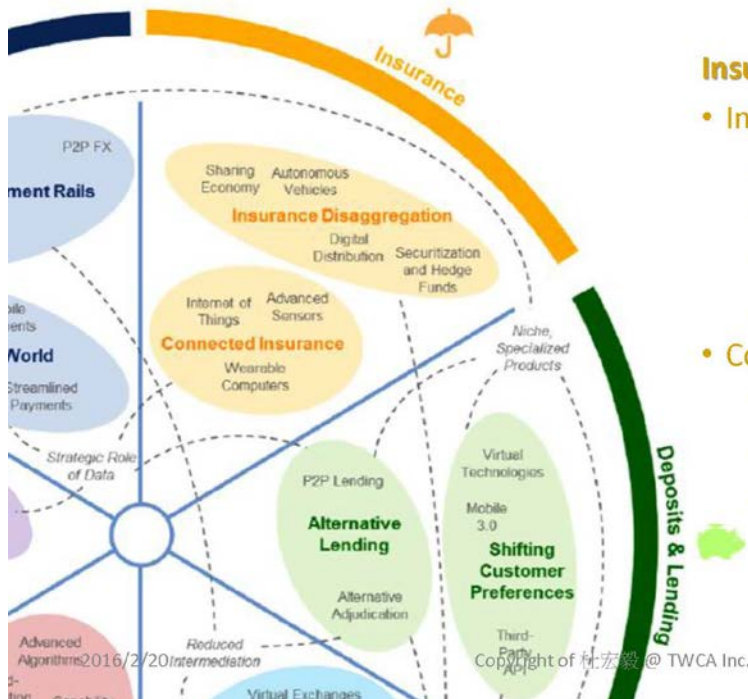 Insurance
P2P FX
ment Rails
Sharing
Economy
Autonomous
Vehicles
Insurance Disaggregation
Digital
Distribution
Securitization
and Hedge
Funds
Internet of
Things
Advanced
Sensors
Connected Insurance
Wearable
Computers
World
Streamlined
Payments
Niche,
Specialized
Products
Strategic Role
of Data
P2P Lending
Alternative
Lending
Alternative
Adjudication
Virtual
Technologies
Mobile
3.0
Shifting
Customer
Preferences
Third-
Party
API
Deposits & Lending
Reduced
Intermediation
Advanced
Algorithms
Virtual Exchanges
Insu
• In
• Co
2016/2/20
Copyright of 杜宏毅 @ TWCA Inc.